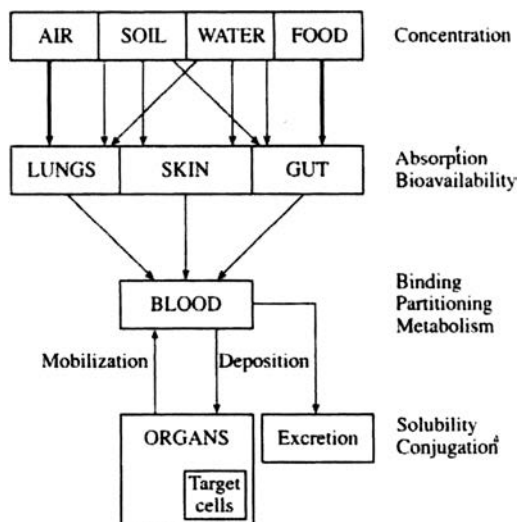 AIR SOIL WATER FOOD Concentration
LUNGS SKIN GUT Absorption
Bioavailability
BLOOD Binding
Partitioning
Metabolism
Mobilization Deposition
ORGANS Excretion Solubility
Conjugation
Target
cells